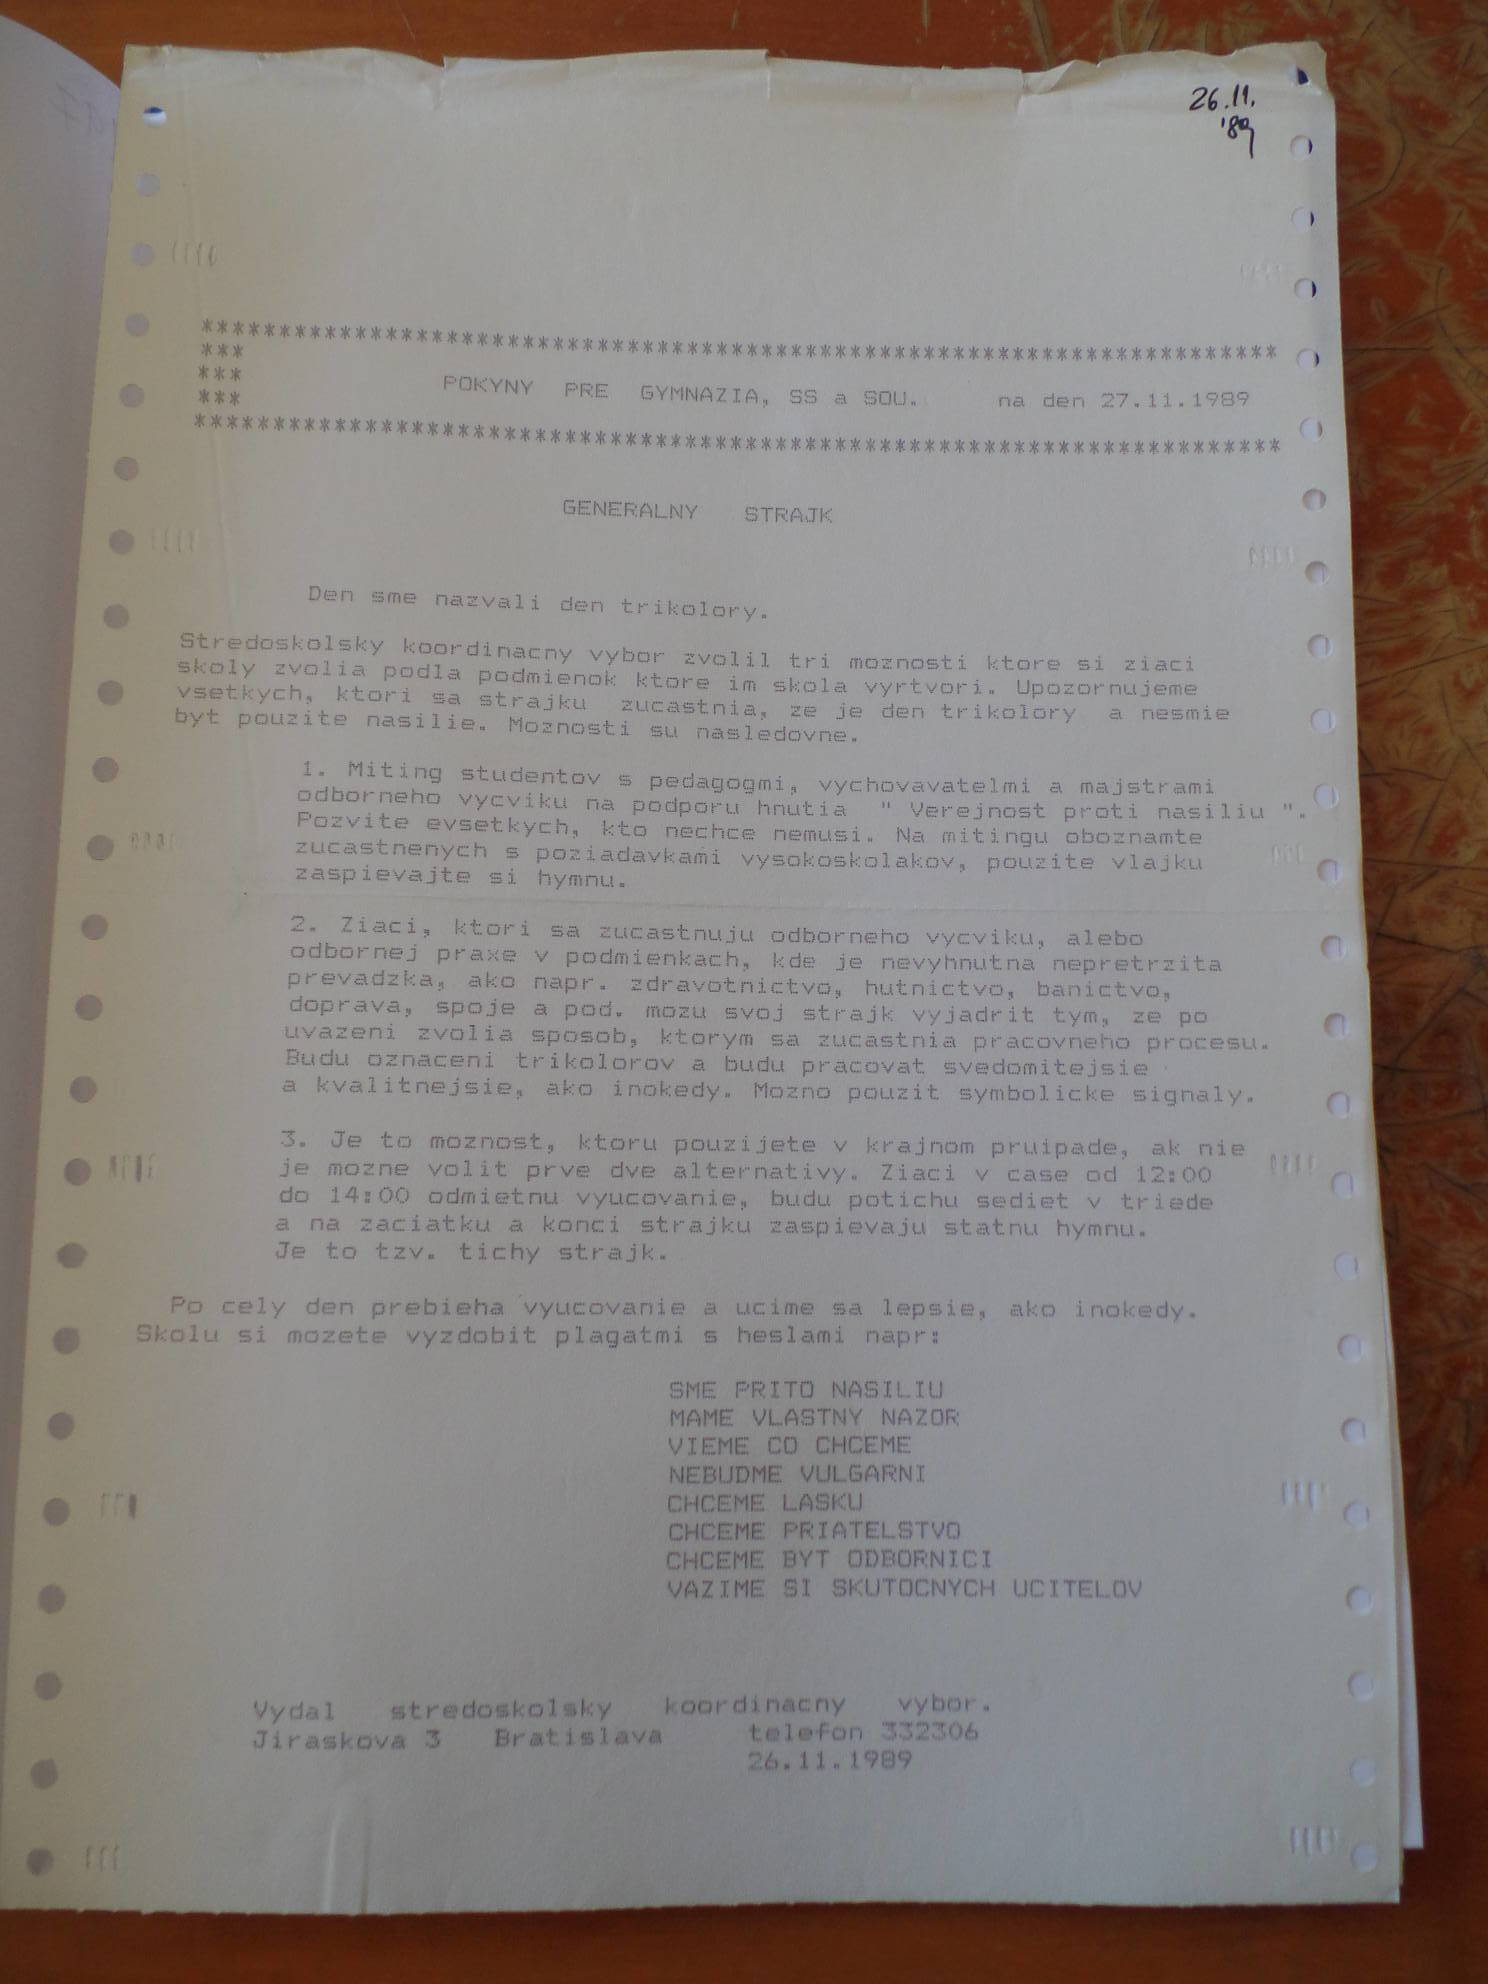 26.11.
'89
*********************************************************************
***
***
***
POKYNY PRE GYMNAZIA, SS a SOU. na den 27.11.1989
*********************************************************************
GENERALNY STRAJK
Den sme nazvali den trikolory.
Stredoskolsky koordinacny vybor zvolil tri moznosti ktore si ziaci
skoly zvolia podla podmienok ktore im skola vyrtvori. Upozornujeme
vsetkych, ktori sa strajku zucastnia, ze je den trikolory a nesmie
byt pouzite nasilie. Moznosti su nasledovne.
1. Miting studentov s pedagogmi, vychovavatelmi a majstrami
odborneho vycviku na podporu hnutia " Verejnost proti nasiliu ".
Pozvite evsetkych, kto nechce nemusi. Na mitingu oboznamte
zucastnenych s poziadavkami vysokoskolakov, pouzite vlajku
zaspievajte si hymnu.
2. Ziaci, ktori sa zucastnuju odborneho vycviku, alebo
odbornej praxe v podmienkach, kde je nevyhnutna nepretrzita
prevadzka, ako napr. zdravotnictvo, hutnictvo, banictvo,
doprava, spoje a pod. mozu svoj strajk vyjadrit tym, ze po
uvazeni zvolia sposob, ktorym sa zucastnia pracovneho procesu.
Budu oznaceni trikolorov a budu pracovat svedomitejsie
a kvalitnejsie, ako inokedy. Mozno pouzit symbolicke signaly.
3. Je to moznost, ktoru pouzijete v krajnom pruipade, ak nie
je mozne volit prve dve alternativy. Ziaci v case od 12:00
do 14:00 odmietnu vyucovanie, budu potichu sediet v triede
a na zaciatku a konci strajku zaspievaju statnu hymnu.
Je to tzv. tichy strajk.
Po cely den prebieha vyucovanie a ucime sa lepsie, ako inokedy.
Skolu si mozete vyzdobit plagatmi s heslami napr:
SME PRITO NASILIU
MAME VLASTNY NAZOR
VIEME CO CHCEME
NEBUDME VULGARNI
CHCEME LASKU
CHCEME PRIATELSTVO
CHCEME BYT ODBORNICI
VAZIME SI SKUTOCNYCH UCITELOV
Vydal stredoskolsky koordinacny vybor.
Jiraskova 3 Bratislava telefon 332306
26.11.1989